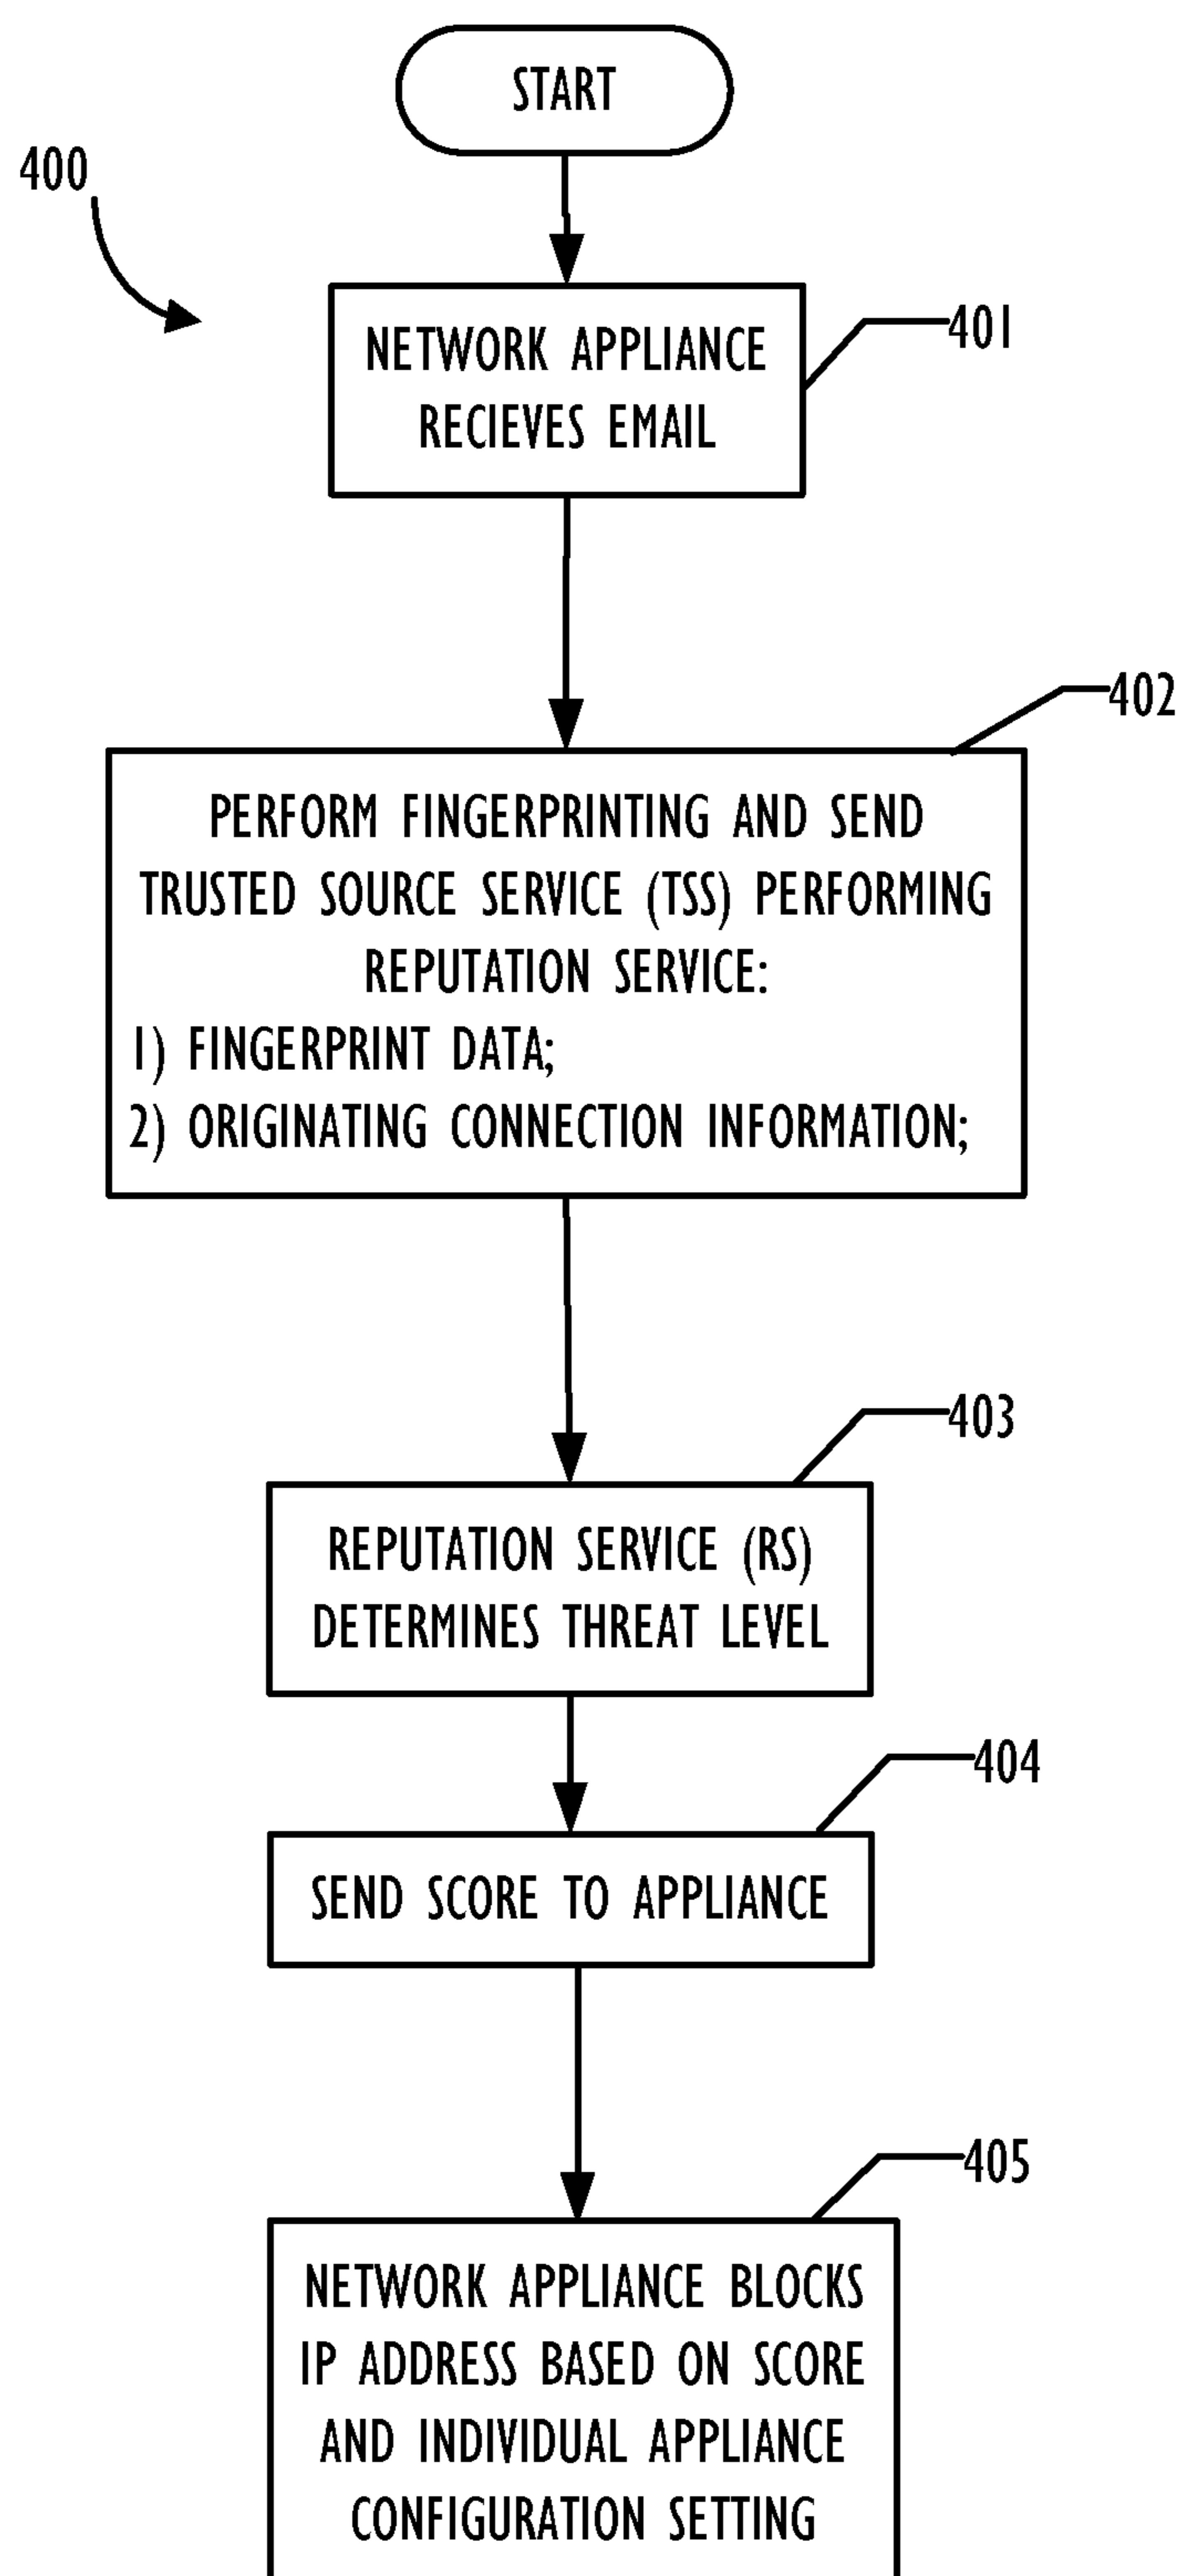 START
400
NETWORK APPLIANCE
RECIEVES EMAIL
401
402
PERFORM FINGERPRINTING AND SEND
TRUSTED SOURCE SERVICE (TSS) PERFORMING
REPUTATION SERVICE:
1) FINGERPRINT DATA;
2) ORIGINATING CONNECTION INFORMATION;
403
REPUTATION SERVICE (RS)
DETERMINES THREAT LEVEL
404
SEND SCORE TO APPLIANCE
405
NETWORK APPLIANCE BLOCKS
IP ADDRESS BASED ON SCORE
AND INDIVIDUAL APPLIANCE
CONFIGURATION SETTING